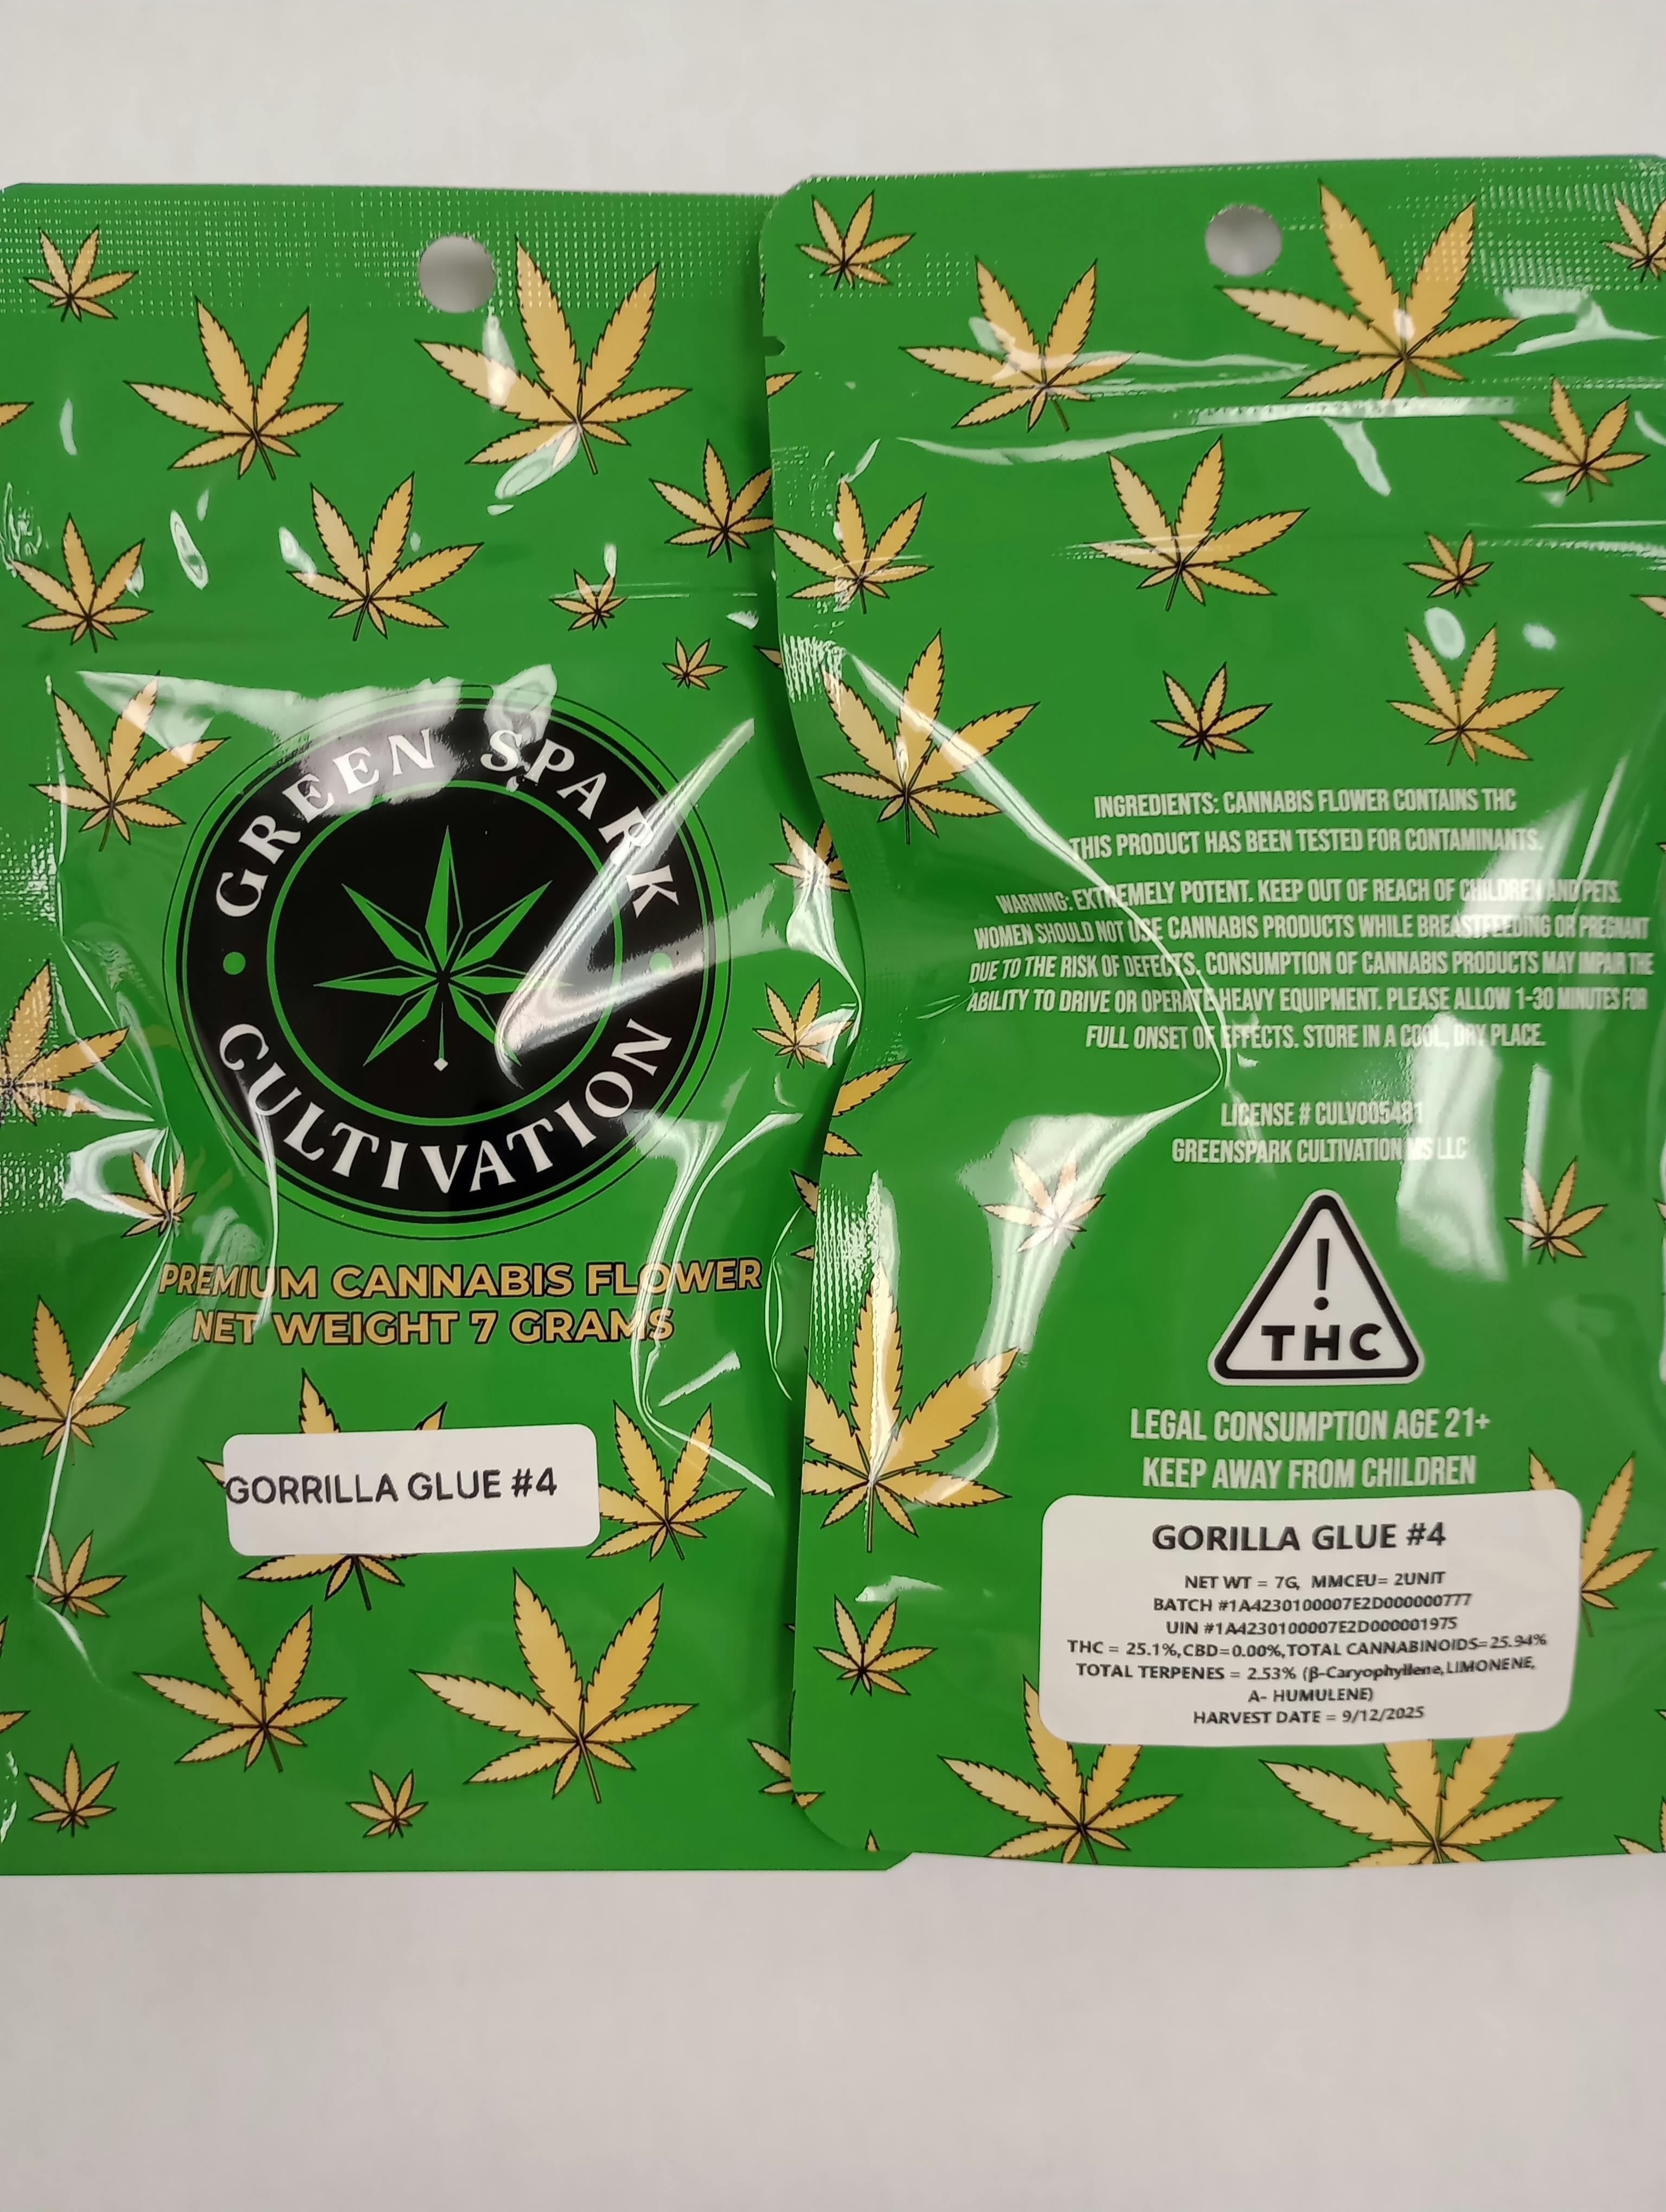 GREEN SPARK
CULTIVATION
PREMIUM CANNABIS FLOWER
NET WEIGHT 7 GRAMS
GORRILLA GLUE #4
INGREDIENTS: CANNABIS FLOWER CONTAINS THC
THIS PRODUCT HAS BEEN TESTED FOR CONTAMINANTS.
WARNING: EXTREMELY POTENT. KEEP OUT OF REACH OF CHILDREN AND PETS.
WOMEN SHOULD NOT USE CANNABIS PRODUCTS WHILE BREASTFEEDING OR PREGNANT
DUE TO THE RISK OF DEFECTS. CONSUMPTION OF CANNABIS PRODUCTS MAY IMPAIR THE
ABILITY TO DRIVE OR OPERATE HEAVY EQUIPMENT. PLEASE ALLOW 1-30 MINUTES FOR
FULL ONSET OF EFFECTS. STORE IN A COOL, DRY PLACE.
LICENSE # CULV005481
GREENSPARK CULTIVATION MS LLC
!
THC
LEGAL CONSUMPTION AGE 21+
KEEP AWAY FROM CHILDREN
GORILLA GLUE #4
NET WT = 7G, MMCEU= 2UNIT
BATCH #1A4230100007E2D000000777
UIN #1A4230100007E2D000001975
THC = 25.1%,CBD=0.00%,TOTAL CANNABINOIDS=25.94%
TOTAL TERPENES = 2.53% (β-Caryophyllene,LIMONENE,
A- HUMULENE)
HARVEST DATE = 9/12/2025